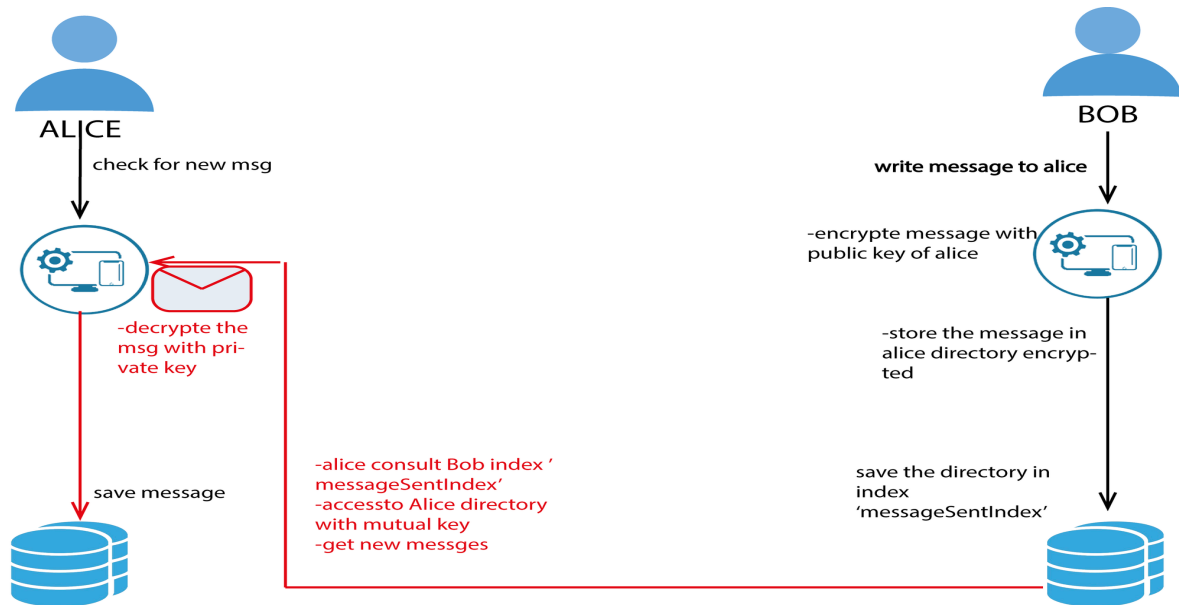 ALICE
BOB
check for new msg
write message to alice
-encrypte message with
public key of alice
-decrypte the
msg with pri-
vate key
-store the message in
alice directory encryp-
ted
-alice consult Bob index ’
messageSentIndex’
-accessto Alice directory
with mutual key
-get new messges
save message
save the directory in
index
‘messageSentIndex’